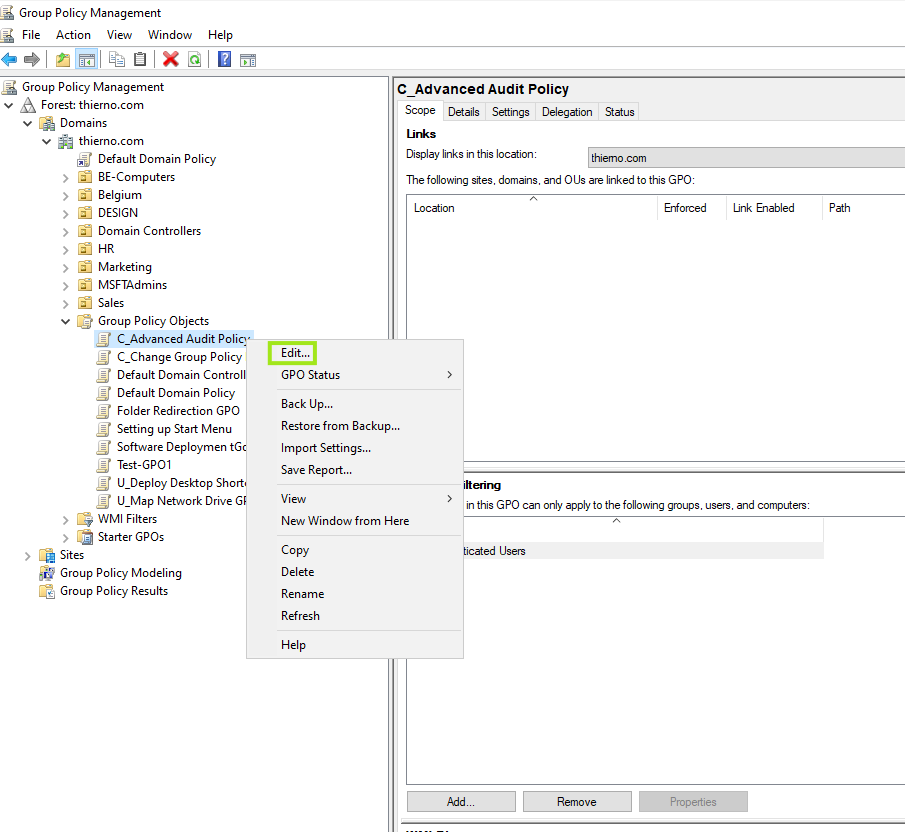 Group Policy Management
File Action View Window Help
Group Policy Management
Forest: thierno.com
Domains
thierno.com
Default Domain Policy
BE-Computers
Belgium
DESIGN
Domain Controllers
HR
Marketing
MSFTAdmins
Sales
Group Policy Objects
C_Advanced Audit Policy
C_Change Group Policy
Default Domain Controll
Default Domain Policy
Folder Redirection GPO
Setting up Start Menu
Software Deploymen tGo
Test-GPO1
U_Deploy Desktop Shortc
U_Map Network Drive GP
WMI Filters
Starter GPOs
Sites
Group Policy Modeling
Group Policy Results
Edit...
GPO Status
Back Up...
Restore from Backup...
Import Settings...
Save Report...
View
New Window from Here
Copy
Delete
Rename
Refresh
Help
C_Advanced Audit Policy
Scope Details Settings Delegation Status
Links
Display links in this location: thierno.com
The following sites, domains, and OUs are linked to this GPO:
Location Enforced Link Enabled Path
iltering
in this GPO can only apply to the following groups, users, and computers:
ticated Users
Add... Remove Properties